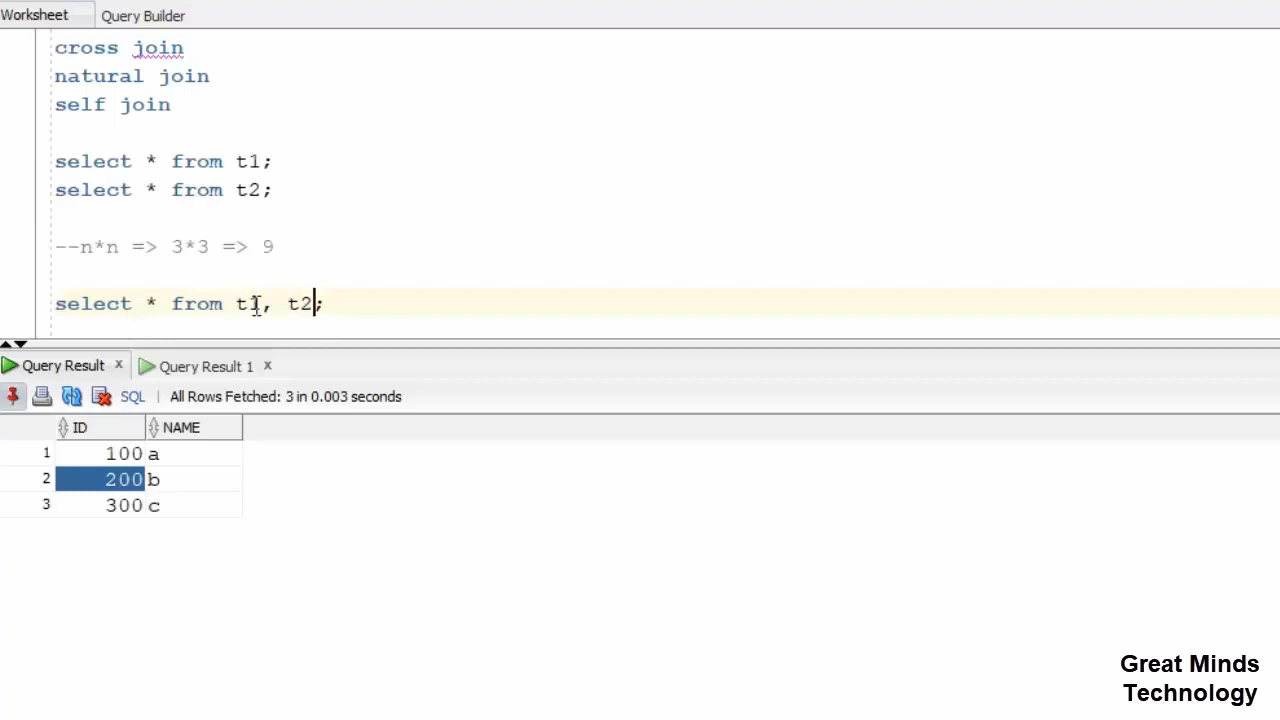 Worksheet Query Builder
cross join
natural join
self join
select * from t1;
select * from t2;
--n*n => 3*3 => 9
select * from t1, t2;
Query Result x Query Result 1 x
SQL | All Rows Fetched: 3 in 0.003 seconds
ID NAME
1 100 a
2 200 b
3 300 c
Great Minds
Technology